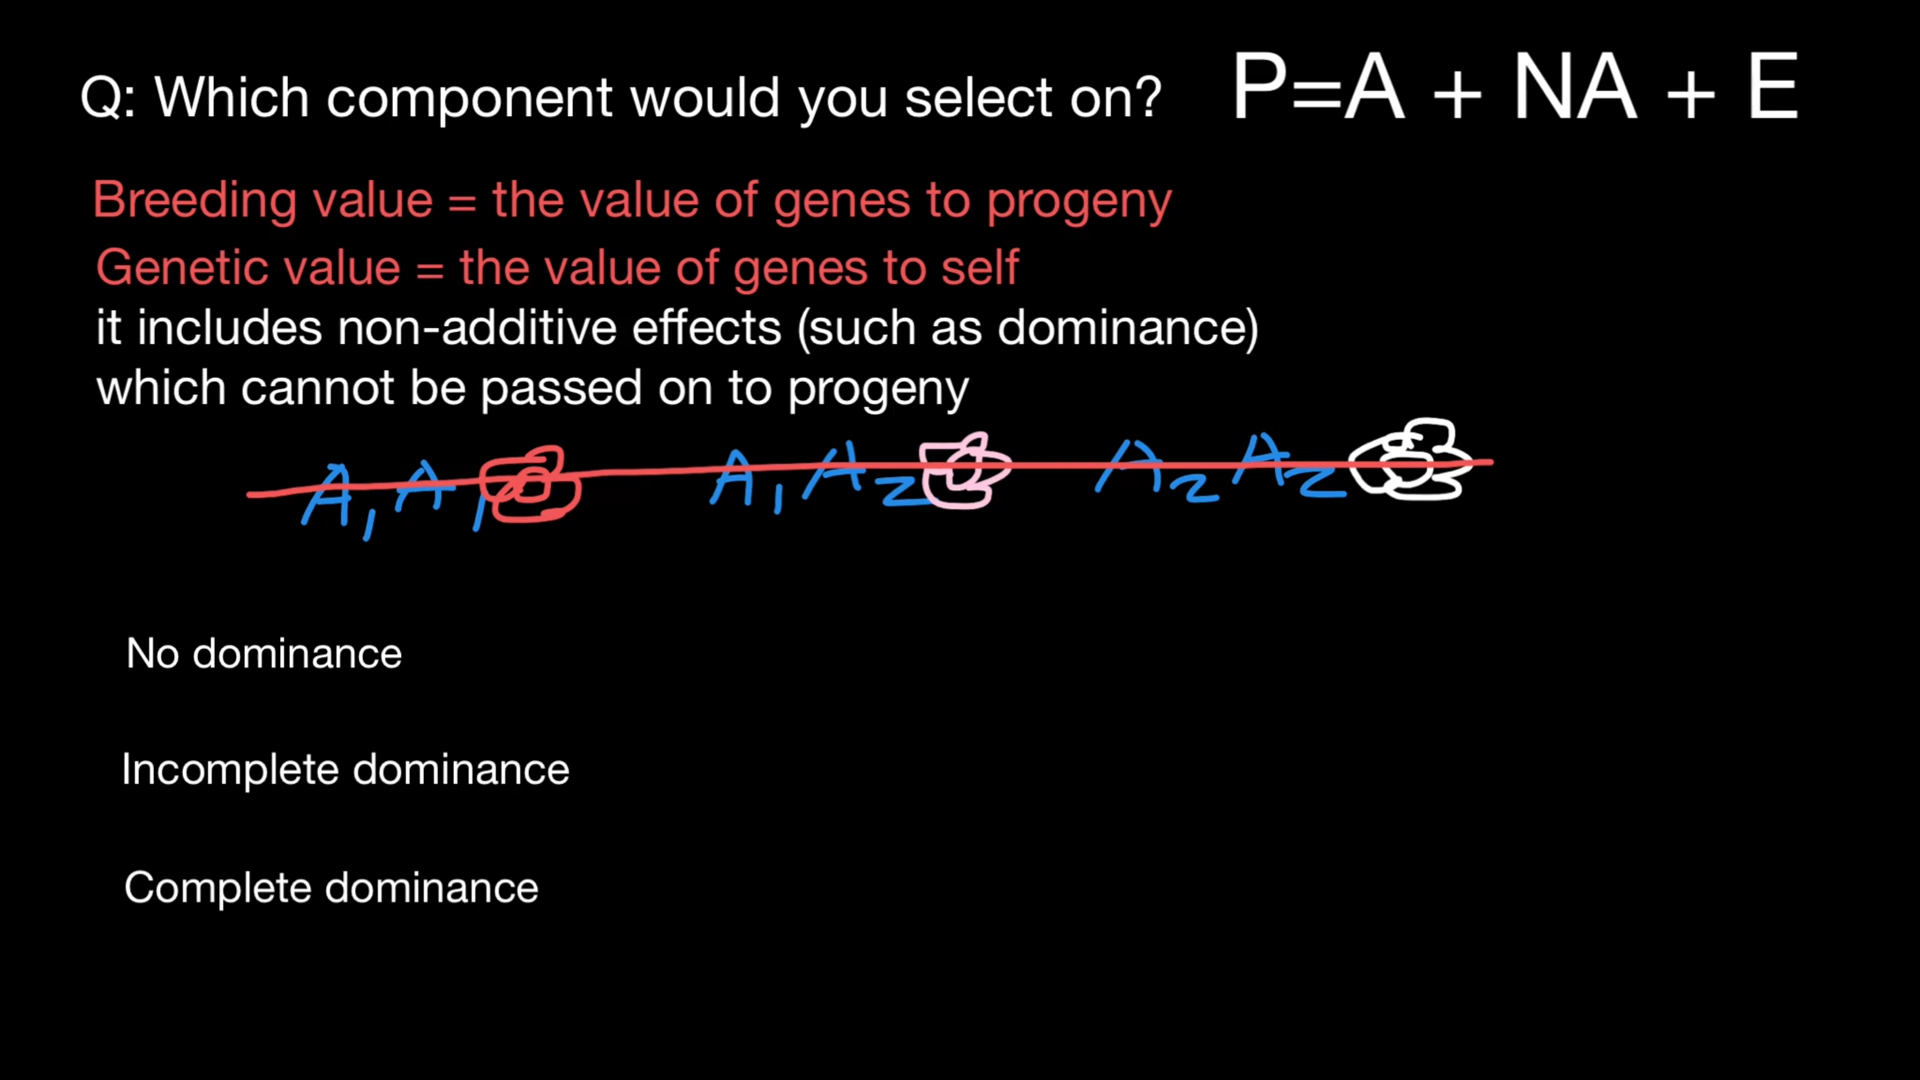 Q: Which component would you select on? P=A + NA + E
Breeding value = the value of genes to progeny
Genetic value = the value of genes to self
it includes non-additive effects (such as dominance)
which cannot be passed on to progeny
A₁A₁ A₁A₂ A₂A₂
No dominance
Incomplete dominance
Complete dominance